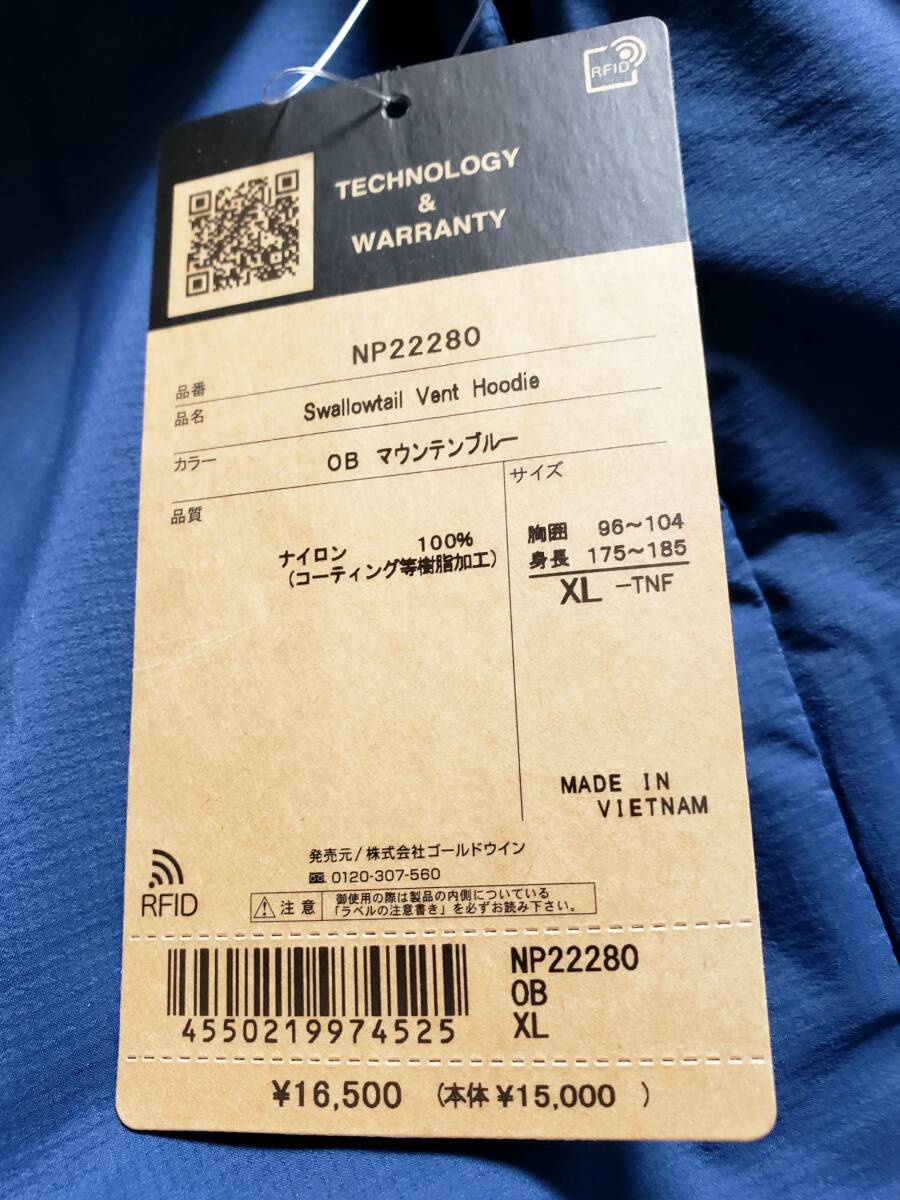 RFID
TECHNOLOGY
&
WARRANTY
品番 NP22280
品名 Swallowtail Vent Hoodie
カラー OB マウンテンブルー
品質
ナイロン 100%
(コーティング等樹脂加工)
サイズ
胸囲 96~104
身長 175~185
XL -TNF
MADE IN
VIETNAM
RFID
発売元/株式会社ゴールドウイン
0120-307-560
注意
御使用の際は製品の内側についている
「ラベルの注意書き」を必ずお読み下さい。
4550219974525
NP22280
OB
XL
¥16,500 (本体 ¥15,000 )